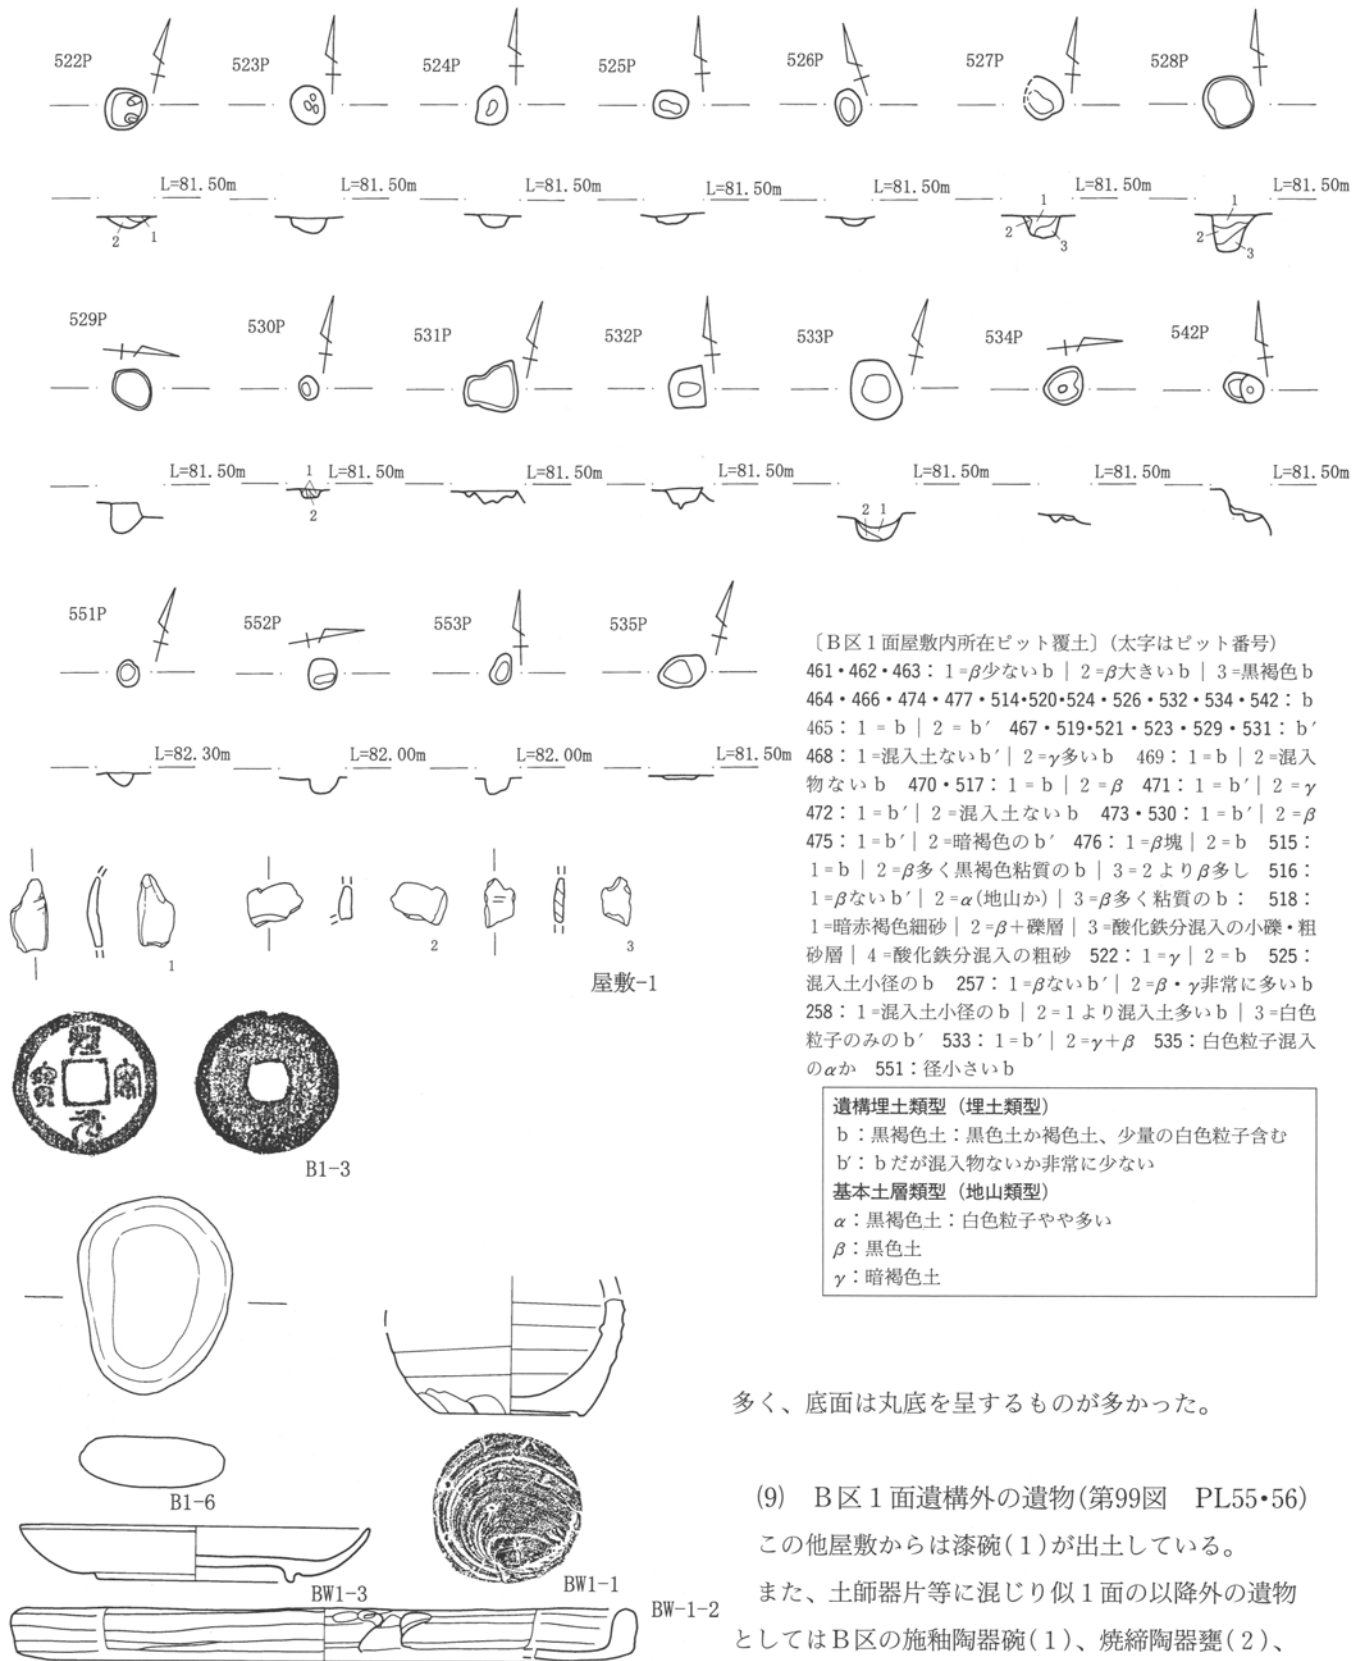 522P 523P 524P 525P 526P 527P 528P
L=81.50m L=81.50m L=81.50m L=81.50m L=81.50m L=81.50m L=81.50m
2 1 1 2 3 1 2 3
529P 530P 531P 532P 533P 534P 542P
L=81.50m L=81.50m L=81.50m L=81.50m L=81.50m L=81.50m L=81.50m
1 2 2 1
551P 552P 553P 535P
L=82.30m L=82.00m L=82.00m L=81.50m
1 2 3
屋敷-1
B1-3
B1-6
BW1-3
BW1-1
BW-1-2
〔B区1面屋敷内所在ピット覆土〕(太字はピット番号)
461・462・463：1=β少ないb｜2=β大きいb｜3=黒褐色b
464・466・474・477・514・520・524・526・532・534・542：b
465：1=b｜2=b′ 467・519・521・523・529・531：b′
468：1=混入土ないb′｜2=γ多いb 469：1=b｜2=混入
物ないb 470・517：1=b｜2=β 471：1=b′｜2=γ
472：1=b′｜2=混入土ないb 473・530：1=b′｜2=β
475：1=b′｜2=暗褐色のb′ 476：1=β塊｜2=b 515：
1=b｜2=β多く黒褐色粘質のb｜3=2よりβ多し 516：
1=βないb′｜2=α(地山か)｜3=β多く粘質のb： 518：
1=暗赤褐色細砂｜2=β+礫層｜3=酸化鉄分混入の小礫・粗
砂層｜4=酸化鉄分混入の粗砂 522：1=γ｜2=b 525：
混入土小径のb 257：1=βないb′｜2=β・γ非常に多いb
258：1=混入土小径のb｜2=1より混入土多いb｜3=白色
粒子のみのb′ 533：1=b′｜2=γ+β 535：白色粒子混入
のαか 551：径小さいb
遺構埋土類型（埋土類型）
b：黒褐色土：黒色土か褐色土、少量の白色粒子含む
b′：bだが混入物ないか非常に少ない
基本土層類型（地山類型）
α：黒褐色土：白色粒子やや多い
β：黒色土
γ：暗褐色土
多く、底面は丸底を呈するものが多かった。
⑼ B区1面遺構外の遺物(第99図 PL55・56)
この他屋敷からは漆碗(1)が出土している。
また、土師器片等に混じり似1面の以降外の遺物
としてはB区の施釉陶器碗(1)、焼締陶器甕(2)、